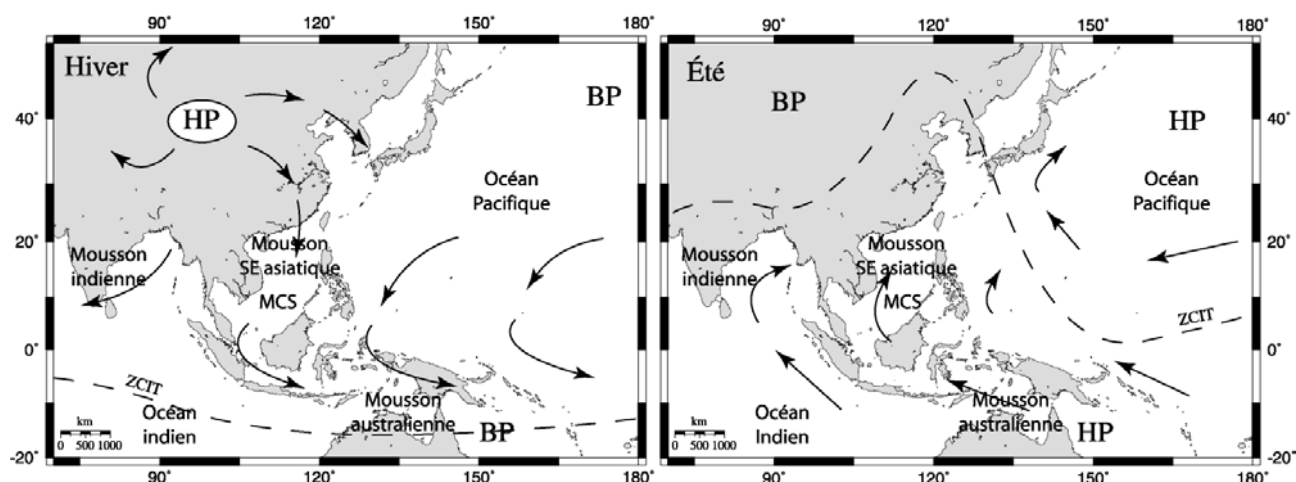 90° 120° 150° 180°
Hiver
BP
HP
40°
Océan
Pacifique
20°
Mousson
indienne
Mousson
SE asiatique
MCS
0°
ZCIT
km
0 500 1000
Océan
indien
Mousson
australienne
BP
-20°
90° 120° 150° 180°
90° 120° 150° 180°
Été
BP
HP
40°
Océan
Pacifique
20°
Mousson
indienne
Mousson
SE asiatique
MCS
ZCIT
0°
km
0 500 1000
Océan
Indien
Mousson
australienne
HP
-20°
90° 120° 150° 180°